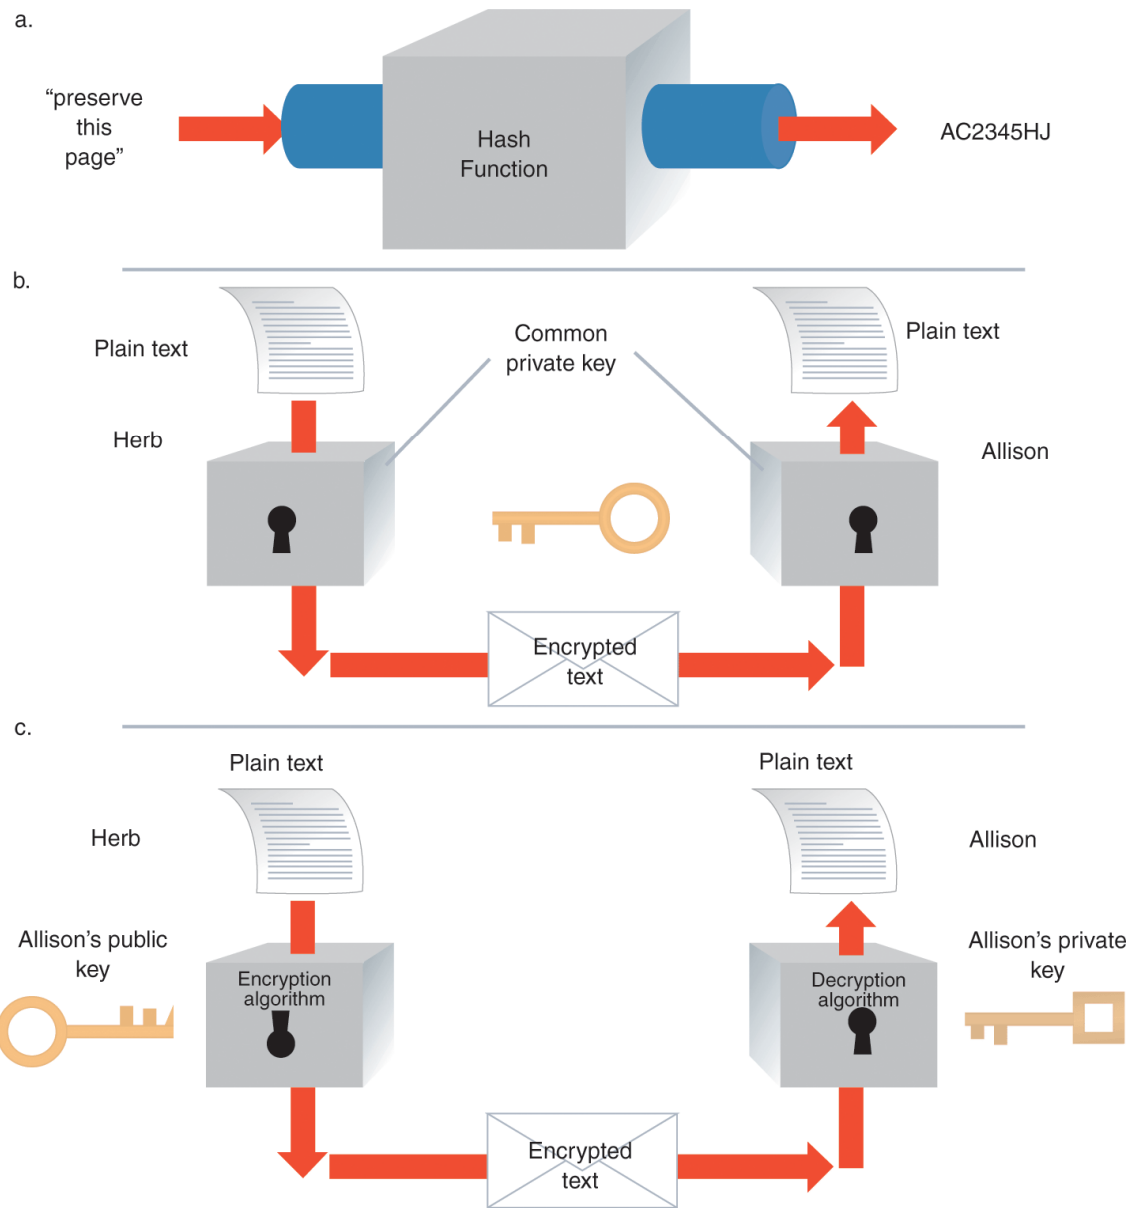 a.
“preserve
this
page”
Hash
Function
AC2345HJ
b.
Plain text
Common
private key
Plain text
Herb
Allison
Encrypted
text
c.
Plain text
Plain text
Herb
Allison
Allison’s public
key
Encryption
algorithm
Decryption
algorithm
Allison’s private
key
Encrypted
text